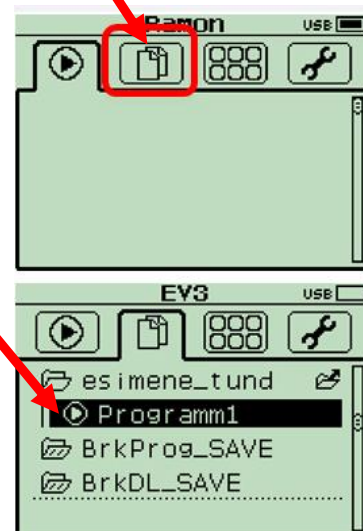 Ramon USB
EV3 USB
esimene_tund
Programm1
BrkProg_SAVE
BrkDL_SAVE